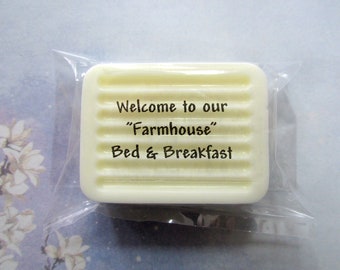 Welcome to our
"Farmhouse"
Bed & Breakfast